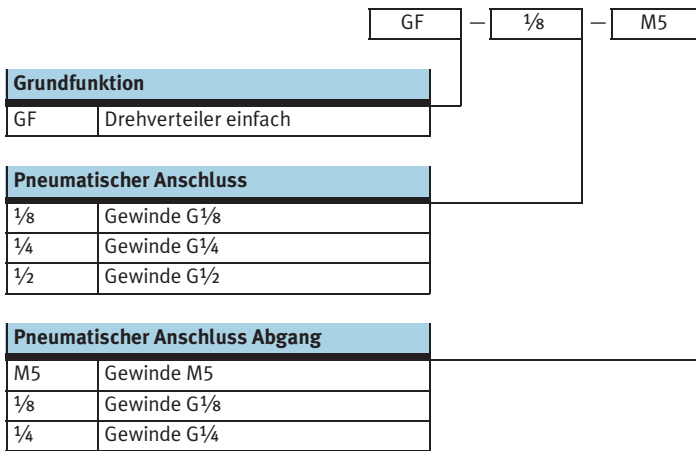 GF — ⅛ — M5
Grundfunktion
GF Drehverteiler einfach
Pneumatischer Anschluss
⅛ Gewinde G⅛
¼ Gewinde G¼
½ Gewinde G½
Pneumatischer Anschluss Abgang
M5 Gewinde M5
⅛ Gewinde G⅛
¼ Gewinde G¼